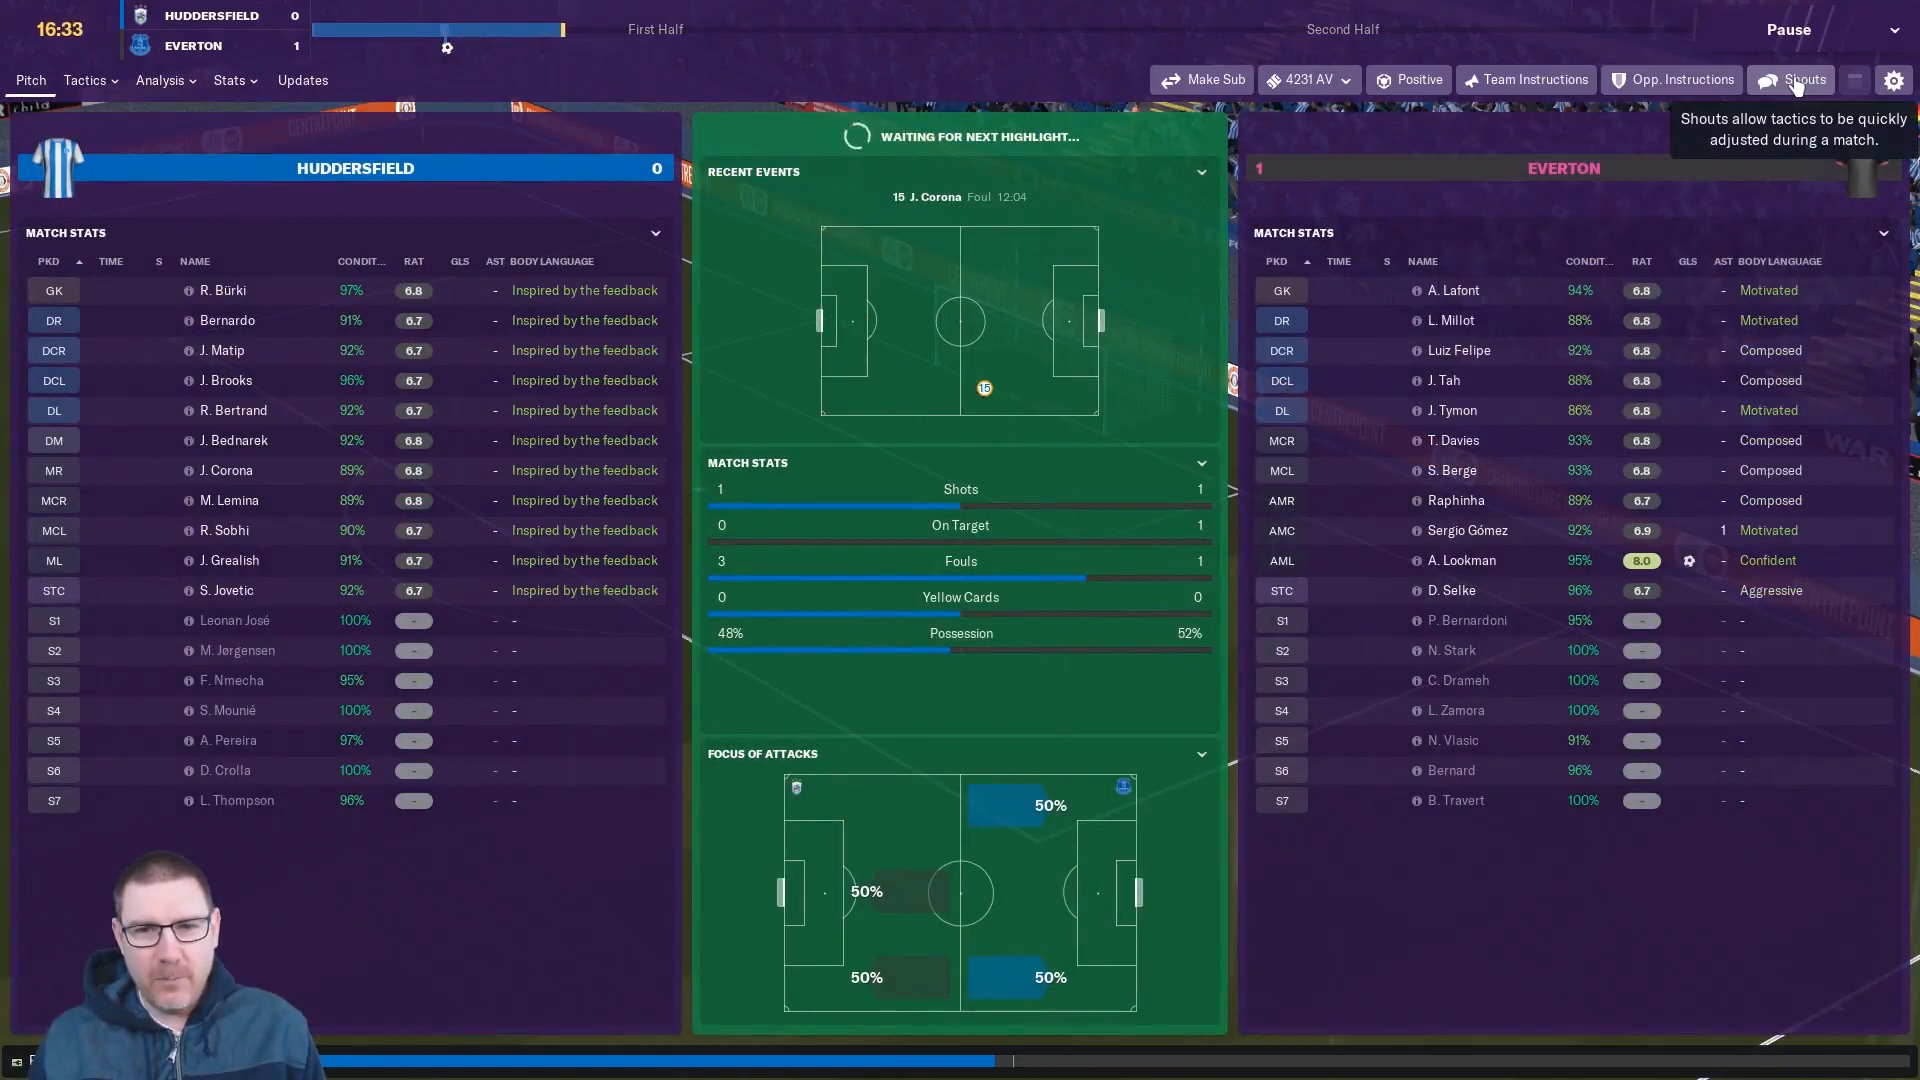 16:33
HUDDERSFIELD 0
EVERTON 1
First Half
Second Half
Pause
Pitch
Tactics
Analysis
Stats
Updates
Make Sub
4231 AV
Positive
Team Instructions
Opp. Instructions
Shouts
Shouts allow tactics to be quickly
adjusted during a match.
HUDDERSFIELD 0
MATCH STATS
PKD TIME S NAME CONDIT... RAT GLS AST BODY LANGUAGE
GK R. Bürki 97% 6.8 - Inspired by the feedback
DR Bernardo 91% 6.7 - Inspired by the feedback
DCR J. Matip 92% 6.7 - Inspired by the feedback
DCL J. Brooks 96% 6.7 - Inspired by the feedback
DL R. Bertrand 92% 6.7 - Inspired by the feedback
DM J. Bednarek 92% 6.8 - Inspired by the feedback
MR J. Corona 89% 6.8 - Inspired by the feedback
MCR M. Lemina 89% 6.8 - Inspired by the feedback
MCL R. Sobhi 90% 6.7 - Inspired by the feedback
ML J. Grealish 91% 6.7 - Inspired by the feedback
STC S. Jovetic 92% 6.7 - Inspired by the feedback
S1 Leonan José 100% - - -
S2 M. Jørgensen 100% - - -
S3 F. Nmecha 95% - - -
S4 S. Mounié 100% - - -
S5 A. Pereira 97% - - -
S6 D. Crolla 100% - - -
S7 L. Thompson 96% - - -
WAITING FOR NEXT HIGHLIGHT...
RECENT EVENTS
15 J. Corona Foul 12:04
15
MATCH STATS
1 Shots 1
0 On Target 1
3 Fouls 1
0 Yellow Cards 0
48% Possession 52%
FOCUS OF ATTACKS
50%
50%
50%
50%
1 EVERTON
MATCH STATS
PKD TIME S NAME CONDIT... RAT GLS AST BODY LANGUAGE
GK A. Lafont 94% 6.8 - Motivated
DR L. Millot 88% 6.8 - Motivated
DCR Luiz Felipe 92% 6.8 - Composed
DCL J. Tah 88% 6.8 - Composed
DL J. Tymon 86% 6.8 - Motivated
MCR T. Davies 93% 6.8 - Composed
MCL S. Berge 93% 6.8 - Composed
AMR Raphinha 89% 6.7 - Composed
AMC Sergio Gómez 92% 6.9 1 Motivated
AML A. Lookman 95% 8.0 - Confident
STC D. Selke 96% 6.7 - Aggressive
S1 P. Bernardoni 95% - - -
S2 N. Stark 100% - - -
S3 C. Drameh 100% - - -
S4 L. Zamora 100% - - -
S5 N. Vlasic 91% - - -
S6 Bernard 96% - - -
S7 B. Travert 100% - - -